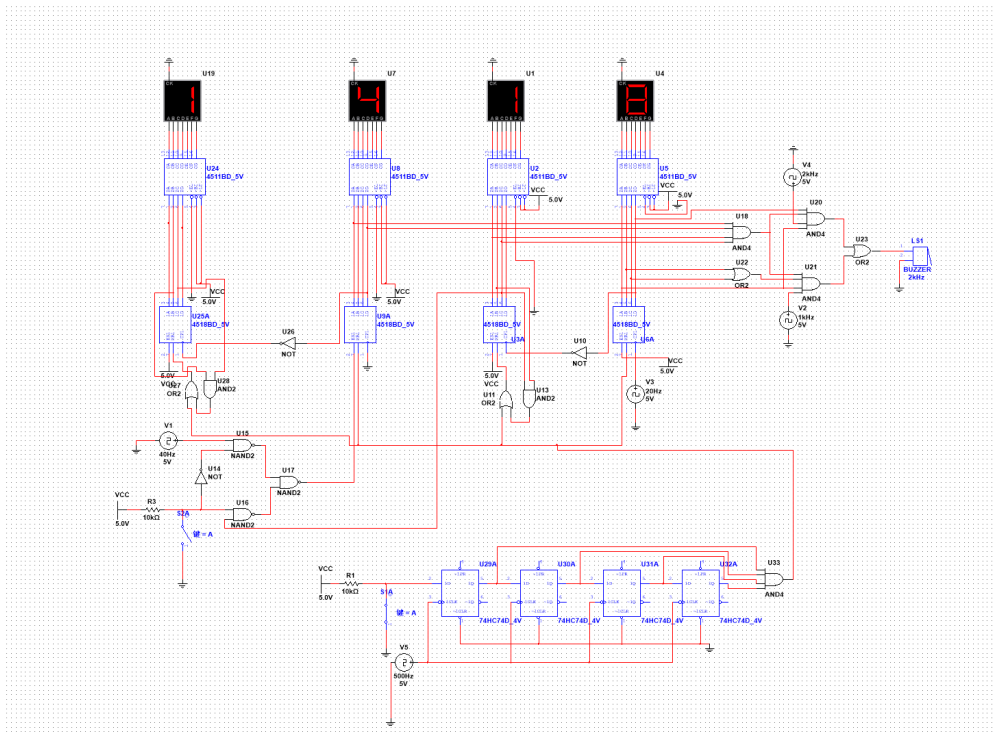 U19
U7
U1
U4
CK
CK
CK
CK
A B C D E F G
A B C D E F G
A B C D E F G
A B C D E F G
U24
4511BD_5V
U8
4511BD_5V
U2
4511BD_5V
VCC
5.0V
U5
4511BD_5V
VCC
5.0V
V4
2kHz
5V
U20
AND4
U18
AND4
U23
OR2
LS1
BUZZER
2kHz
U22
OR2
U21
AND4
V2
1kHz
5V
VCC
5.0V
VCC
5.0V
U25A
4518BD_5V
U26
NOT
U9A
4518BD_5V
4518BD_5V
U3A
U10
NOT
4518BD_5V
U6A
5.0V
VCC
U27
OR2
U28
AND2
5.0V
VCC
U11
OR2
U13
AND2
VCC
5.0V
V3
20Hz
5V
V1
40Hz
5V
U15
NAND2
U14
NOT
U17
NAND2
VCC
5.0V
R3
10kΩ
S2A
键 = A
U16
NAND2
VCC
5.0V
R1
10kΩ
S1A
键 = A
V5
500Hz
5V
U29A
74HC74D_4V
U30A
74HC74D_4V
U31A
74HC74D_4V
U32A
74HC74D_4V
U33
AND4